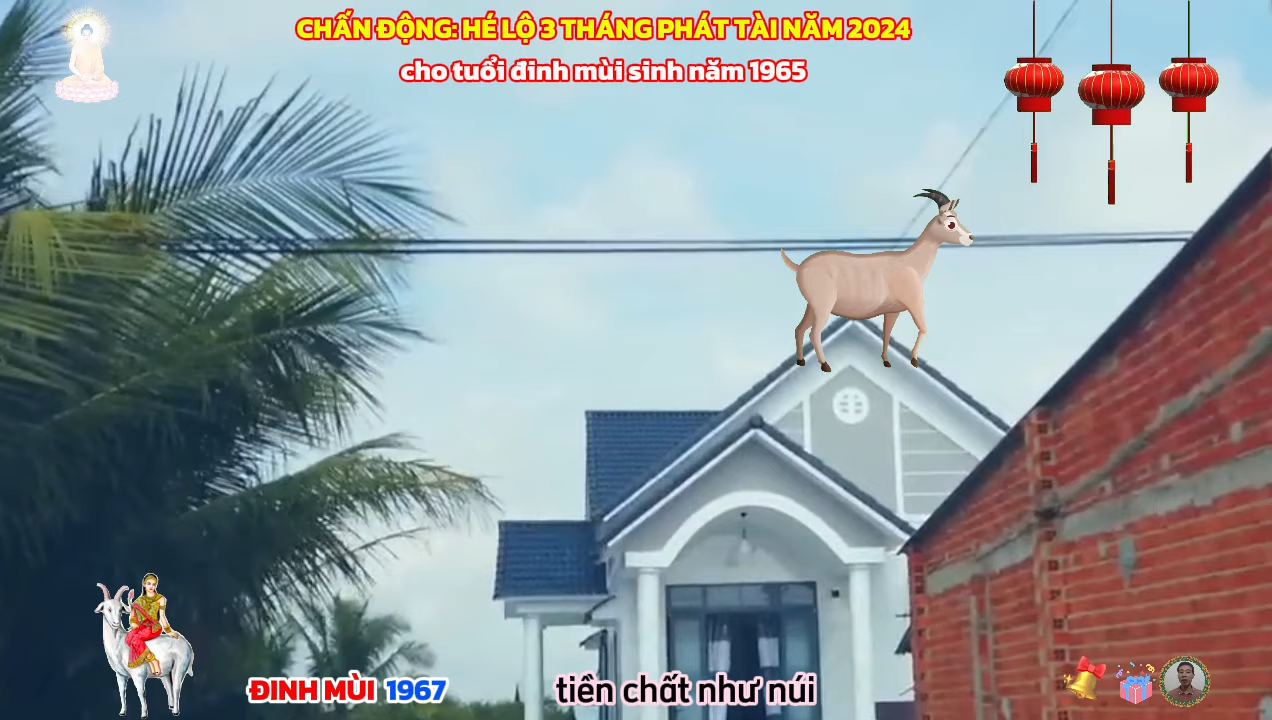 CHẤN ĐỘNG: HÉ LỘ 3 THÁNG PHÁT TÀI NĂM 2024
cho tuổi đinh mùi sinh năm 1965
ĐINH MÙI 1967
tiền chất như núi